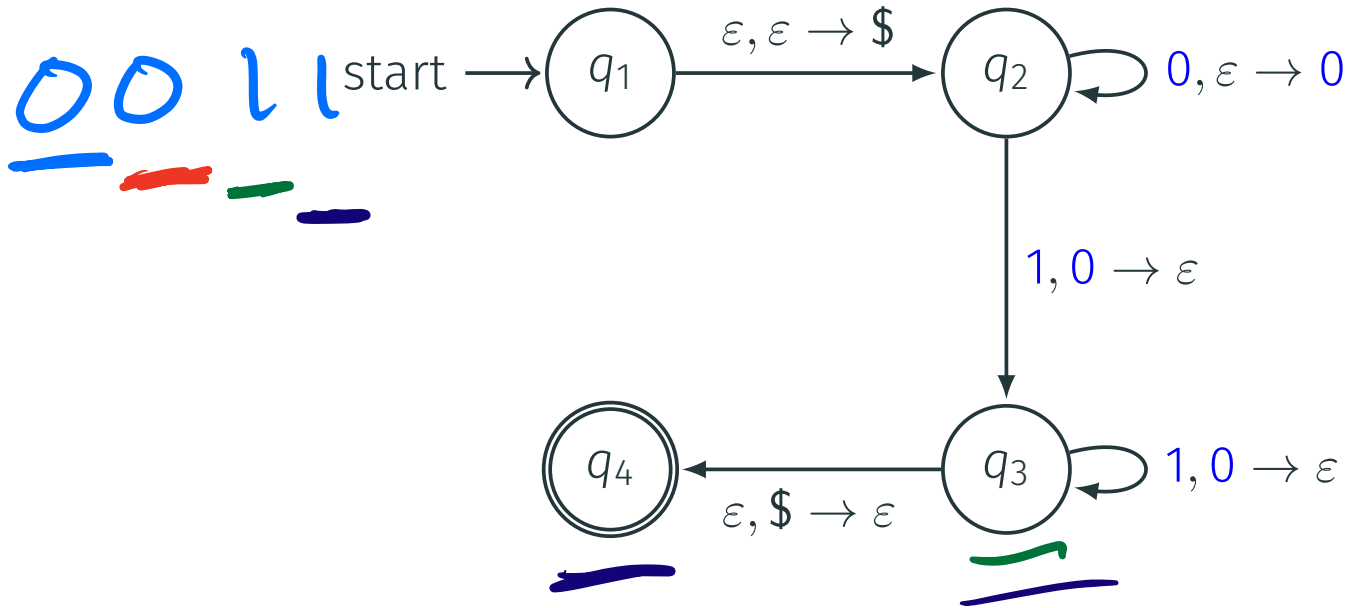 0 0 1 1
start
q1
ε, ε → $
q2
0, ε → 0
1, 0 → ε
q4
ε, $ → ε
q3
1, 0 → ε